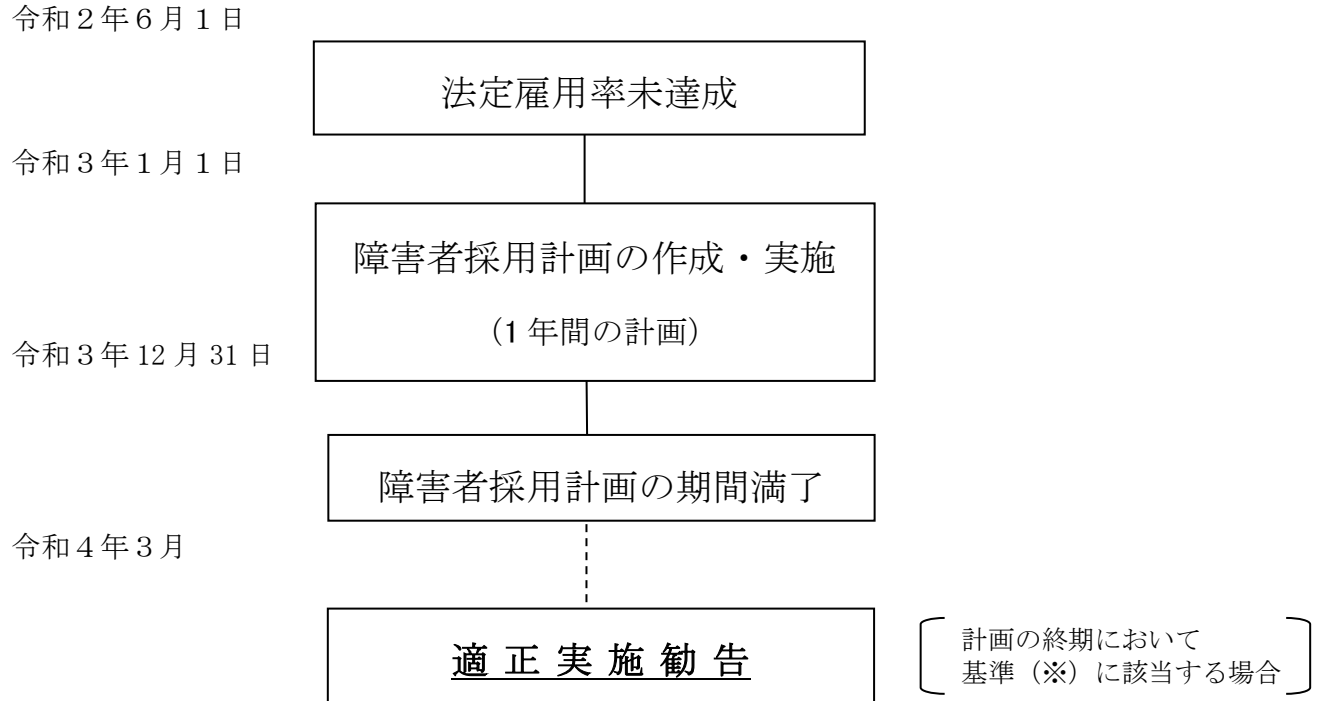 令和２年６月１日
法定雇用率未達成
令和３年１月１日
障害者採用計画の作成・実施
（1 年間の計画）
令和３年 12 月 31 日
障害者採用計画の期間満了
令和４年３月
適 正 実 施 勧 告
計画の終期において
基準（※）に該当する場合